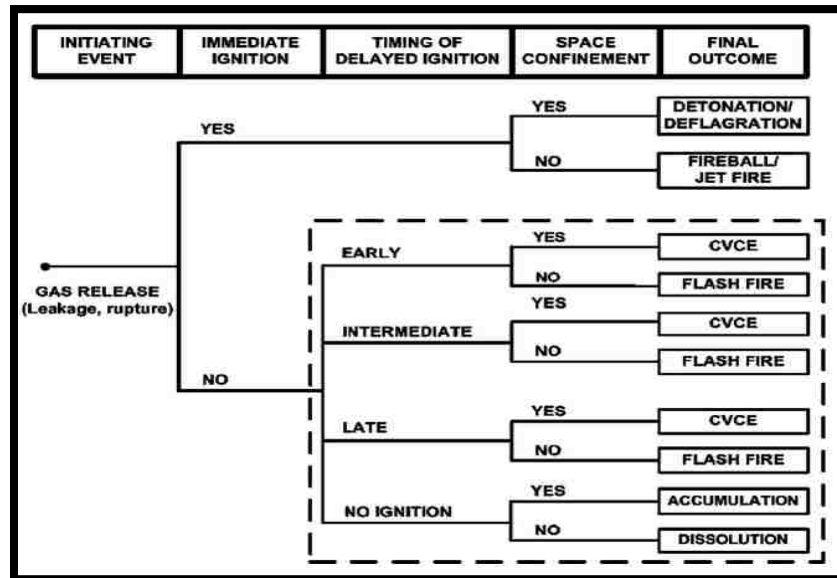 INITIATING
EVENT
IMMEDIATE
IGNITION
TIMING OF
DELAYED IGNITION
SPACE
CONFINEMENT
FINAL
OUTCOME
YES
YES
DETONATION/
DEFLAGRATION
NO
FIREBALL/
JET FIRE
GAS RELEASE
(Leakage, rupture)
NO
EARLY
YES
CVCE
NO
FLASH FIRE
INTERMEDIATE
YES
CVCE
NO
FLASH FIRE
LATE
YES
CVCE
NO
FLASH FIRE
NO IGNITION
YES
ACCUMULATION
NO
DISSOLUTION